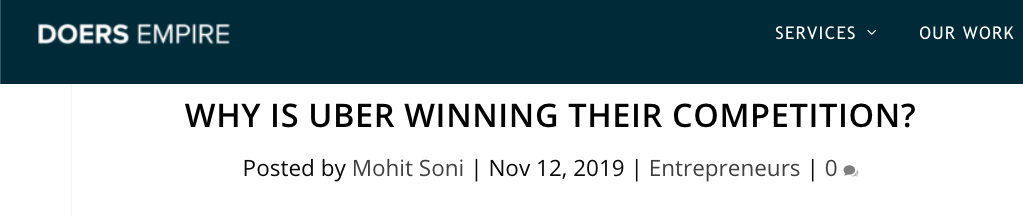 DOERS EMPIRE SERVICES OUR WORK
WHY IS UBER WINNING THEIR COMPETITION?
Posted by Mohit Soni | Nov 12, 2019 | Entrepreneurs | 0